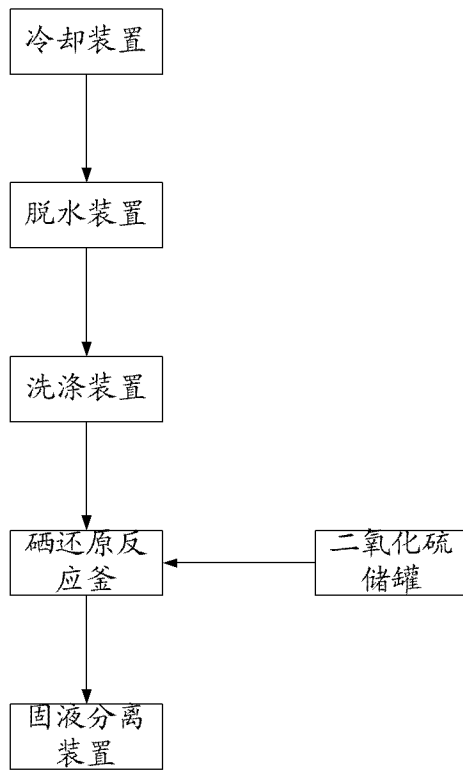 冷却装置
脱水装置
洗涤装置
硒还原反
应釜
二氧化硫
储罐
固液分离
装置